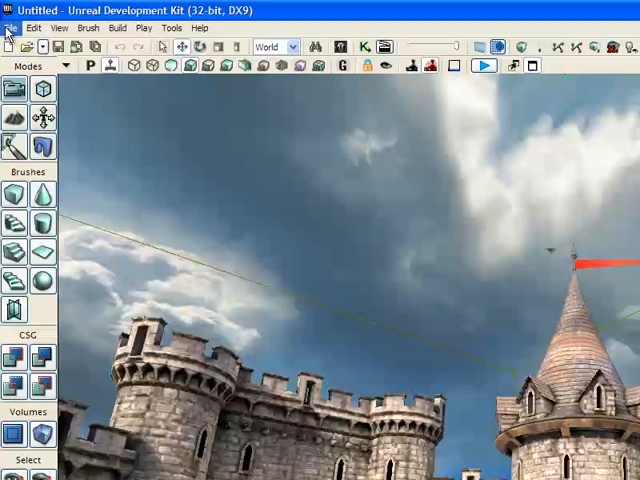 Untitled - Unreal Development Kit (32-bit, DX9)
File Edit View Brush Build Play Tools Help
World
Modes P G
Brushes
CSG
Volumes
Select